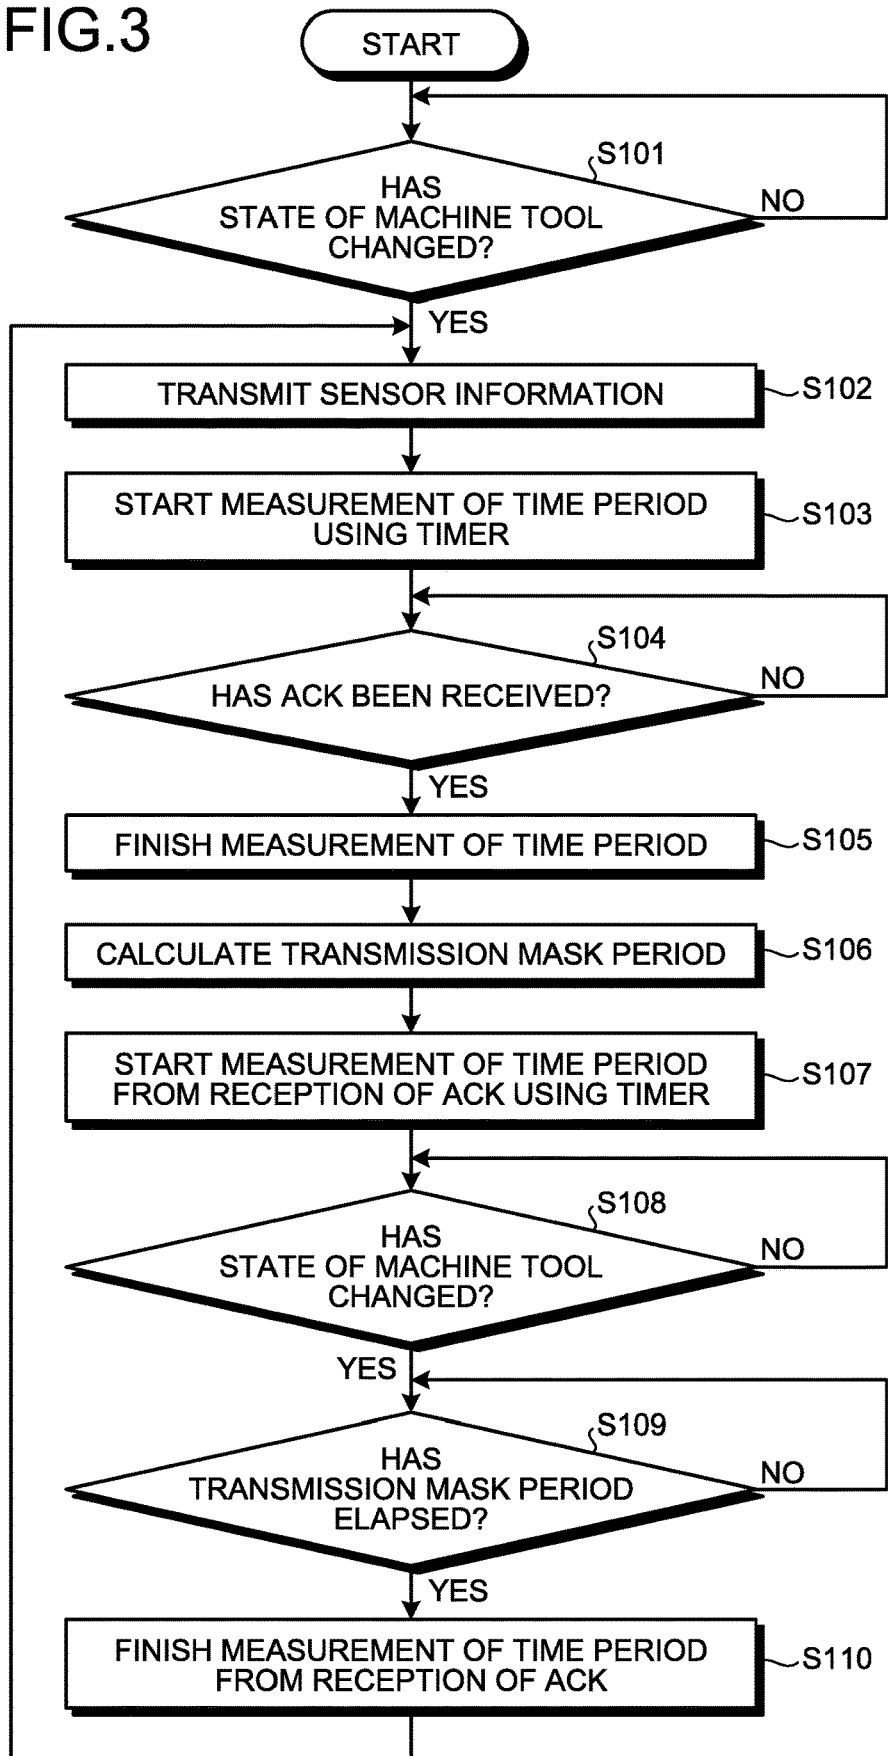 FIG.3
START
S101
HAS
STATE OF MACHINE TOOL
CHANGED?
NO
YES
TRANSMIT SENSOR INFORMATION
S102
START MEASUREMENT OF TIME PERIOD
USING TIMER
S103
S104
HAS ACK BEEN RECEIVED?
NO
YES
FINISH MEASUREMENT OF TIME PERIOD
S105
CALCULATE TRANSMISSION MASK PERIOD
S106
START MEASUREMENT OF TIME PERIOD
FROM RECEPTION OF ACK USING TIMER
S107
S108
HAS
STATE OF MACHINE TOOL
CHANGED?
NO
YES
S109
HAS
TRANSMISSION MASK PERIOD
ELAPSED?
NO
YES
FINISH MEASUREMENT OF TIME PERIOD
FROM RECEPTION OF ACK
S110